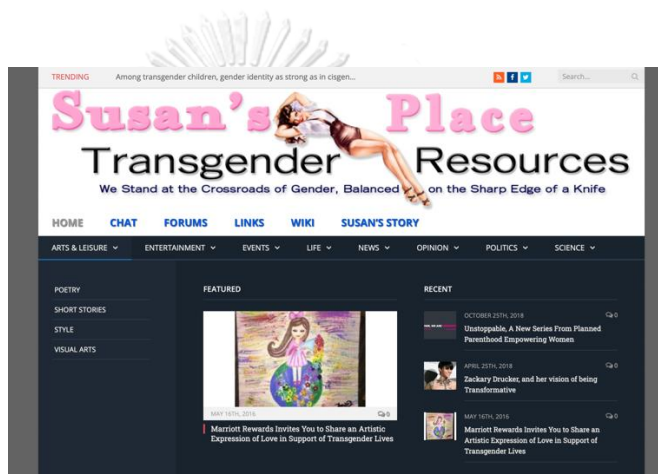 TRENDING Among transgender children, gender identity as strong as in cisgen... Search...
Susan's Place
Transgender Resources
We Stand at the Crossroads of Gender, Balanced on the Sharp Edge of a Knife
HOME CHAT FORUMS LINKS WIKI SUSAN'S STORY
ARTS & LEISURE ENTERTAINMENT EVENTS LIFE NEWS OPINION POLITICS SCIENCE
POETRY
SHORT STORIES
STYLE
VISUAL ARTS
FEATURED
MAY 16TH, 2016 0
Marriott Rewards Invites You to Share an Artistic
Expression of Love in Support of Transgender Lives
RECENT
OCTOBER 25TH, 2018 0
Unstoppable, A New Series From Planned
Parenthood Empowering Women
APRIL 25TH, 2018 0
Zackary Drucker, and her vision of being
Transformative
MAY 16TH, 2016 0
Marriott Rewards Invites You to Share an
Artistic Expression of Love in Support of
Transgender Lives